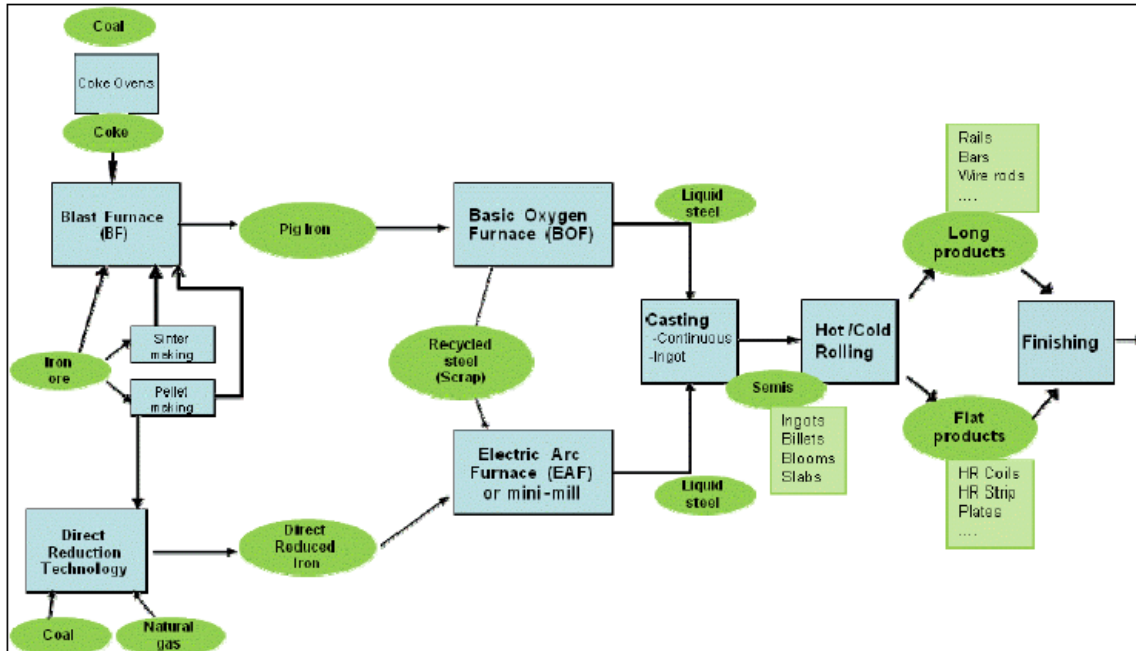 Coal
Coke Ovens
Coke
Blast Furnace
(BF)
Pig Iron
Basic Oxygen
Furnace (BOF)
Liquid
steel
Rails
Bars
Wire rods
....
Long
products
Iron
ore
Sinter
making
Pellet
making
Recycled
steel
(Scrap)
Casting
-Continuous
-Ingot
Hot /Cold
Rolling
Finishing
Semis
Ingots
Billets
Blooms
Slabs
Flat
products
HR Coils
HR Strip
Plates
....
Electric Arc
Furnace (EAF)
or mini-mill
Liquid
steel
Direct
Reduction
Technology
Direct
Reduced
Iron
Coal
Natural
gas